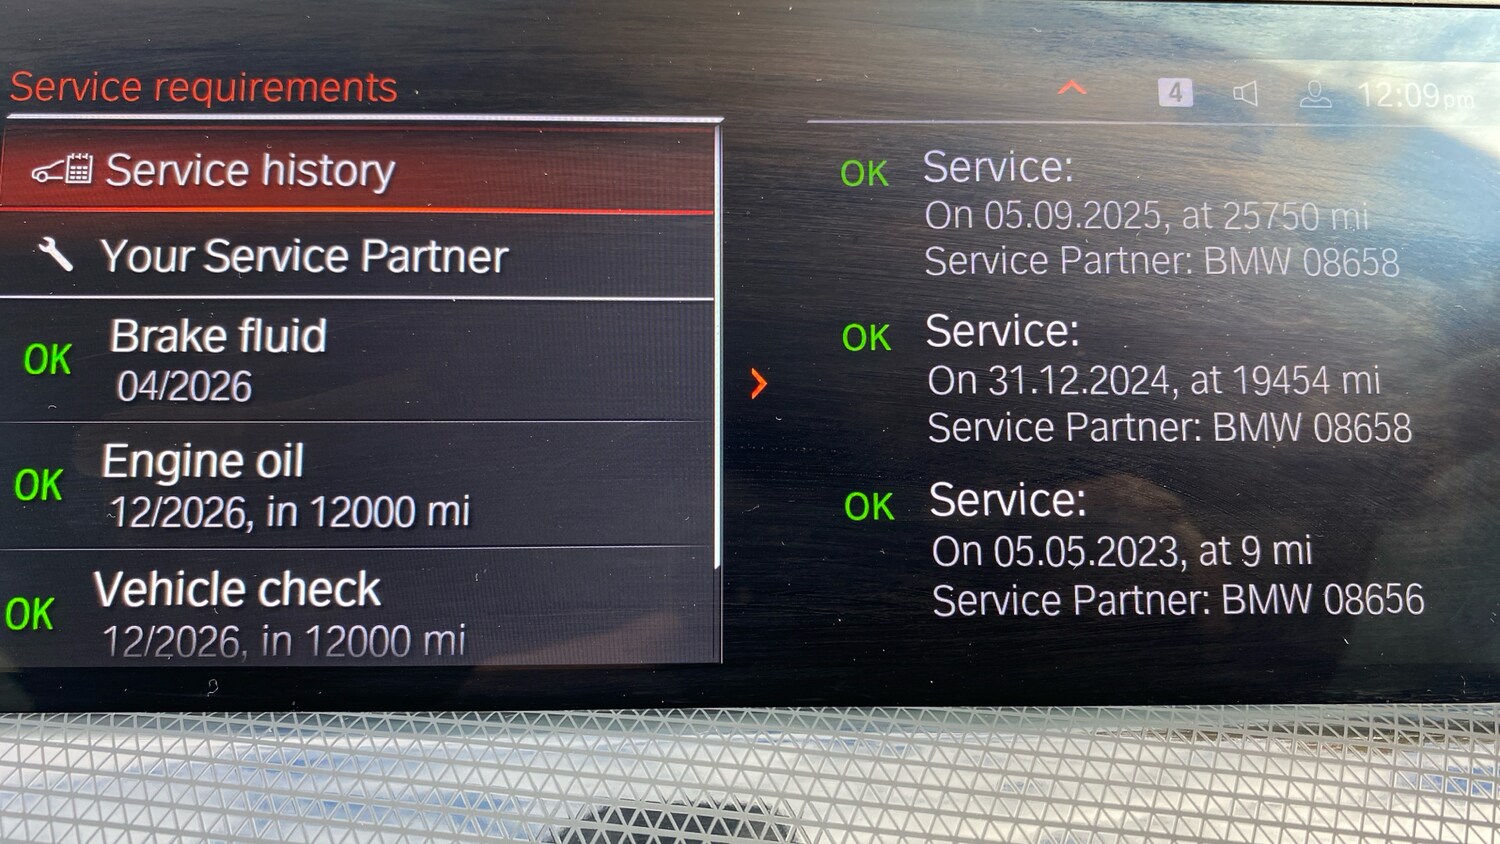 Service requirements
4 12:09pm
Service history
Your Service Partner
OK Brake fluid
04/2026
OK Engine oil
12/2026, in 12000 mi
OK Vehicle check
12/2026, in 12000 mi
OK Service:
On 05.09.2025, at 25750 mi
Service Partner: BMW 08658
OK Service:
On 31.12.2024, at 19454 mi
Service Partner: BMW 08658
OK Service:
On 05.05.2023, at 9 mi
Service Partner: BMW 08656